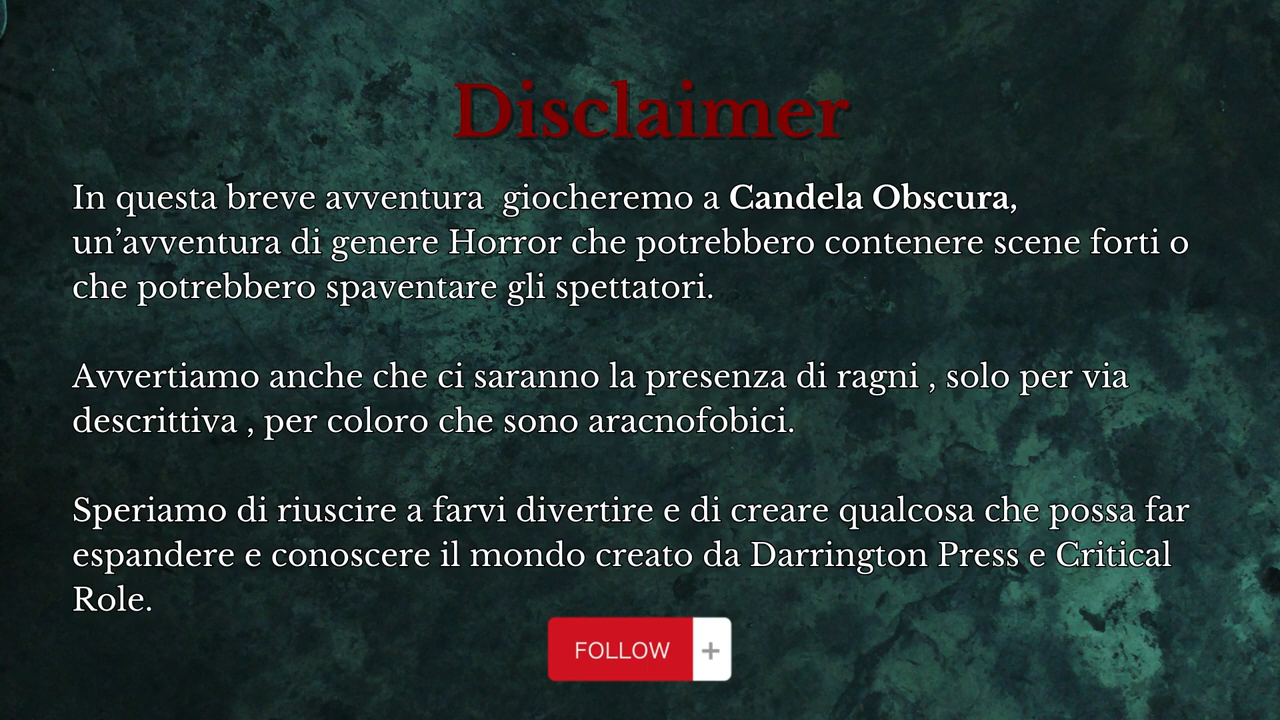 Disclaimer
In questa breve avventura  giocheremo a Candela Obscura,
un’avventura di genere Horror che potrebbero contenere scene forti o
che potrebbero spaventare gli spettatori.
Avvertiamo anche che ci saranno la presenza di ragni , solo per via
descrittiva , per coloro che sono aracnofobici.
Speriamo di riuscire a farvi divertire e di creare qualcosa che possa far
espandere e conoscere il mondo creato da Darrington Press e Critical
Role.
FOLLOW +